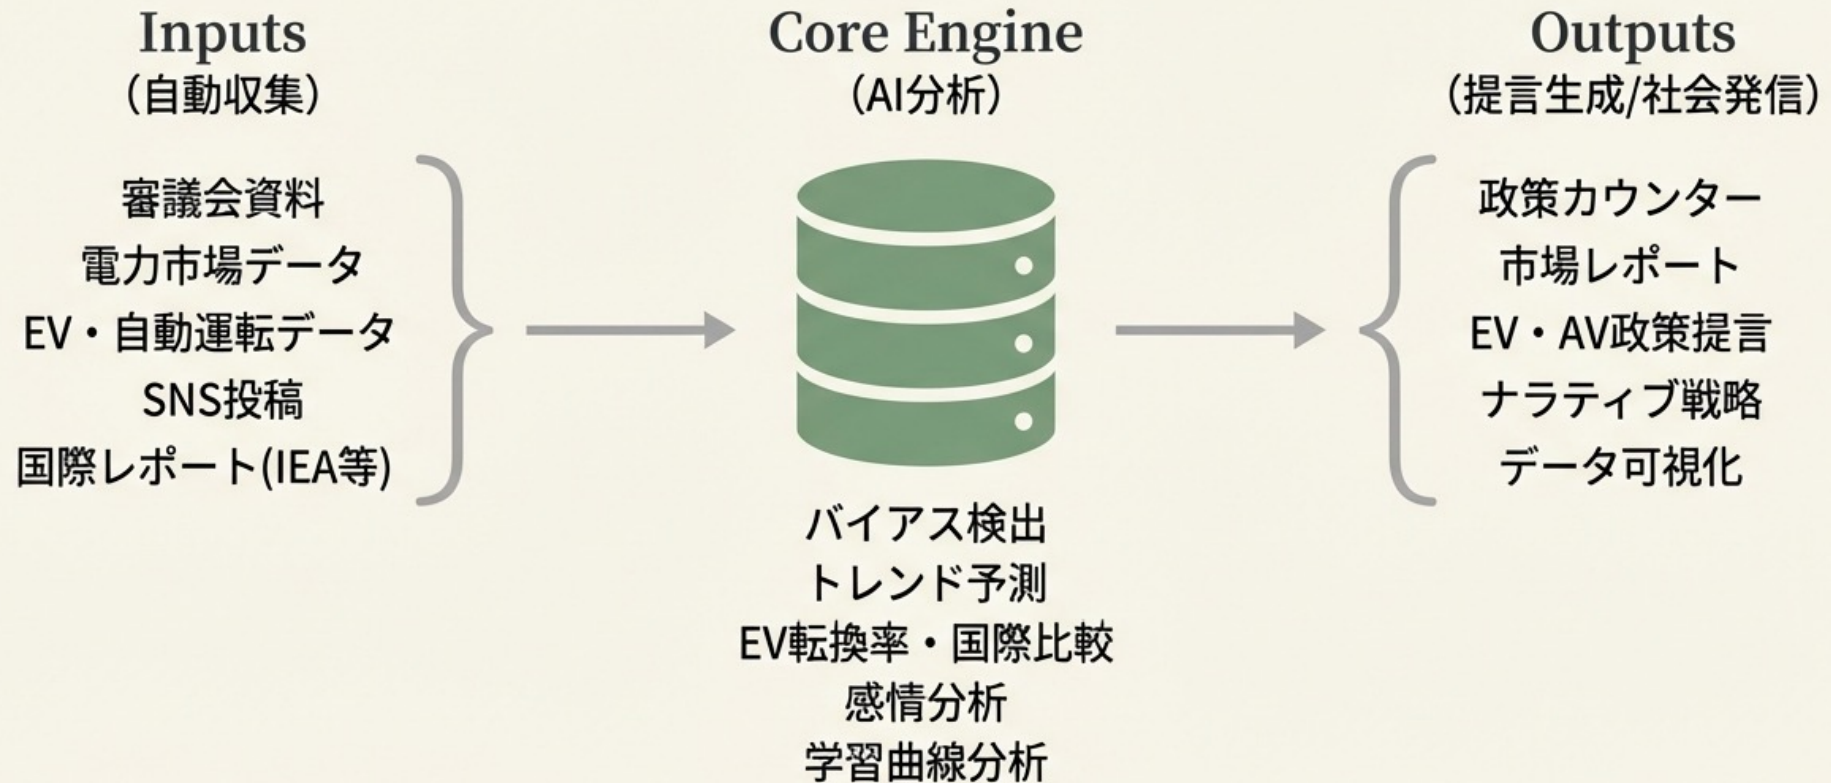 Inputs
（自動収集）
審議会資料
電力市場データ
EV・自動運転データ
SNS投稿
国際レポート(IEA等)
Core Engine
（AI分析）
バイアス検出
トレンド予測
EV転換率・国際比較
感情分析
学習曲線分析
Outputs
（提言生成/社会発信）
政策カウンター
市場レポート
EV・AV政策提言
ナラティブ戦略
データ可視化